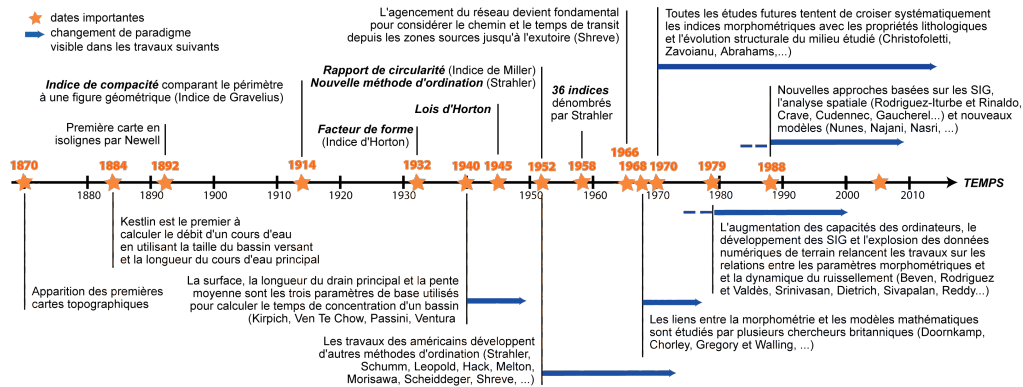 dates importantes
changement de paradigme
visible dans les travaux suivants
L'agencement du réseau devient fondamental
pour considérer le chemin et le temps de transit
depuis les zones sources jusqu'à l'exutoire (Shreve)
Toutes les études futures tentent de croiser systématiquement
les indices morphométriques avec des propriétés lithologiques
et l'évolution structurale du milieu étudié (Christofoletti,
Zavoianu, Abrahams,...)
Indice de compacité comparant le périmètre
à une figure géométrique (Indice de Gravelius)
Rapport de circularité (Indice de Miller)
Nouvelle méthode d'ordination (Strahler)
36 indices
dénombrés
par Strahler
Nouvelles approches basées sur les SIG,
l'analyse spatiale (Rodriguez-Iturbe et Rinaldo,
Crave, Cudennec, Gaucherel...) et nouveaux
modèles (Nunes, Najani, Nasri, ...)
Lois d'Horton
Première carte en
isolignes par Newell
Facteur de forme
(Indice d'Horton)
1870 1884 1892 1914 1932 1940 1945 1952 1958 1966 1968 1970 1979 1988
TEMPS
1880 1890 1900 1910 1920 1930 1940 1950 1960 1970 1980 1990 2000 2010
Kestlin est le premier à
calculer le débit d'un cours d'eau
en utilisant la taille du bassin versant
et la longueur du cours d'eau principal
L'augmentation des capacités des ordinateurs, le
développement des SIG et l'explosion des données
numériques de terrain relancent les travaux sur les
relations entre les paramètres morphométriques et
et la dynamique du ruissellement (Beven, Rodriguez
et Valdès, Srinivasan, Dietrich, Sivapalan, Reddy...)
Apparition des premières
cartes topographiques
La surface, la longueur du drain principal et la pente
moyenne sont les trois paramètres de base utilisés
pour calculer le temps de concentration d'un bassin
(Kirpich, Ven Te Chow, Passini, Ventura
Les liens entre la morphométrie et les modèles mathématiques
sont étudiés par plusieurs chercheurs britanniques (Doornkamp,
Chorley, Gregory et Walling, ...)
Les travaux des américains développent
d'autres méthodes d'ordination (Strahler,
Schumm, Leopold, Hack, Melton,
Morisawa, Scheiddeger, Shreve, ...)